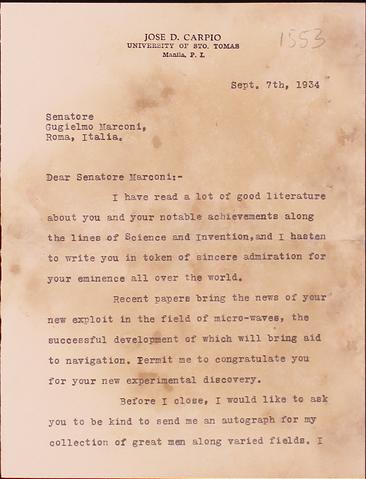 JOSE D. CARPIO
UNIVERSITY OF STO. TOMAS
Manila, P. I.
1553
Sept. 7th, 1934
Senatore
Gugielmo Marconi,
Roma, Italia.
Dear Senatore Marconi:-
I have read a lot of good literature
about you and your notable achievements along
the lines of Science and Invention,and I hasten
to write you in token of sincere admiration for
your eminence all over the world.
Recent papers bring the news of your
new exploit in the field of micro-waves, the
successful development of which will bring aid
to navigation. Permit me to congratulate you
for your new experimental discovery.
Before I close, I would like to ask
you to be kind to send me an autograph for my
collection of great men along varied fields. I